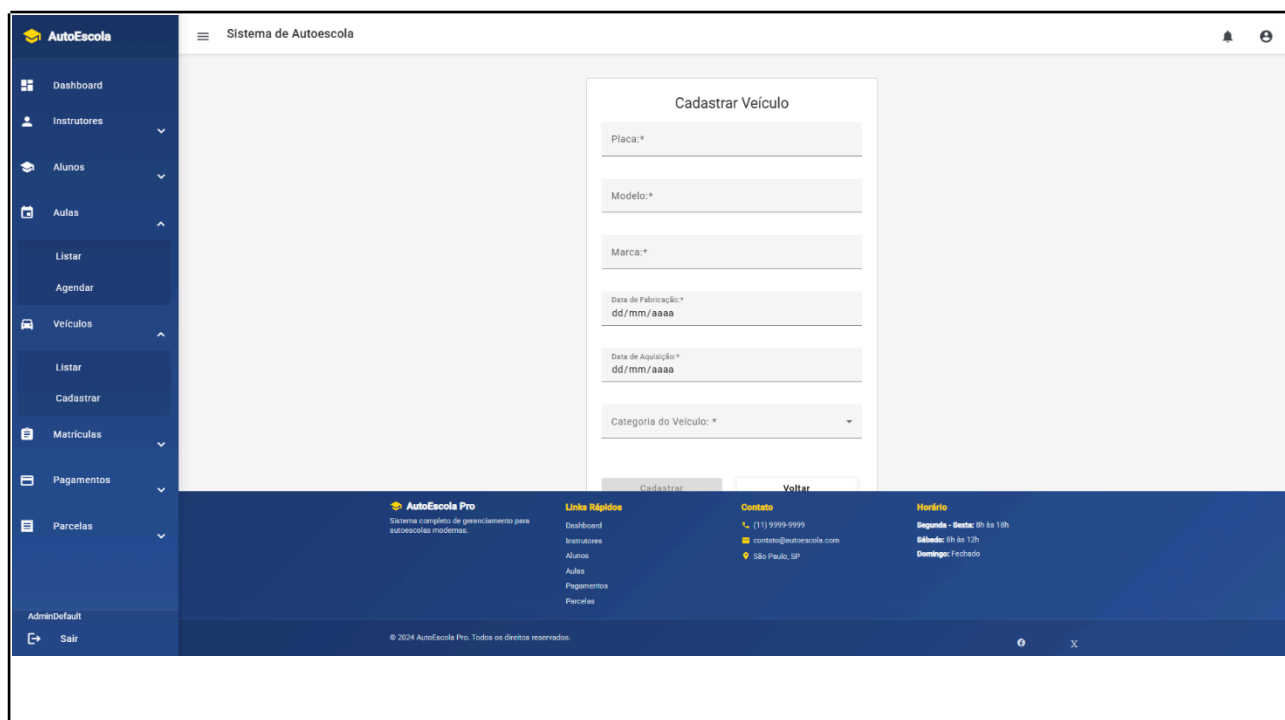 AutoEscola
Sistema de Autoescola
Dashboard
Instrutores
Alunos
Aulas
Listar
Agendar
Veículos
Listar
Cadastrar
Matrículas
Pagamentos
Parcelas
AdminDefault
Sair
Cadastrar Veículo
Placa:*
Modelo:*
Marca:*
Data de Fabricação:*
dd/mm/aaaa
Data de Aquisição:*
dd/mm/aaaa
Categoria do Veículo: *
Cadastrar
Voltar
AutoEscola Pro
Sistema completo de gerenciamento para
autoescolas modernas.
Links Rápidos
Dashboard
Instrutores
Alunos
Aulas
Pagamentos
Parcelas
Contato
(11) 9999-9999
contato@autoescola.com
São Paulo, SP
Horário
Segunda - Sexta: 8h às 18h
Sábado: 8h às 12h
Domingo: Fechado
© 2024 AutoEscola Pro. Todos os direitos reservados.
X